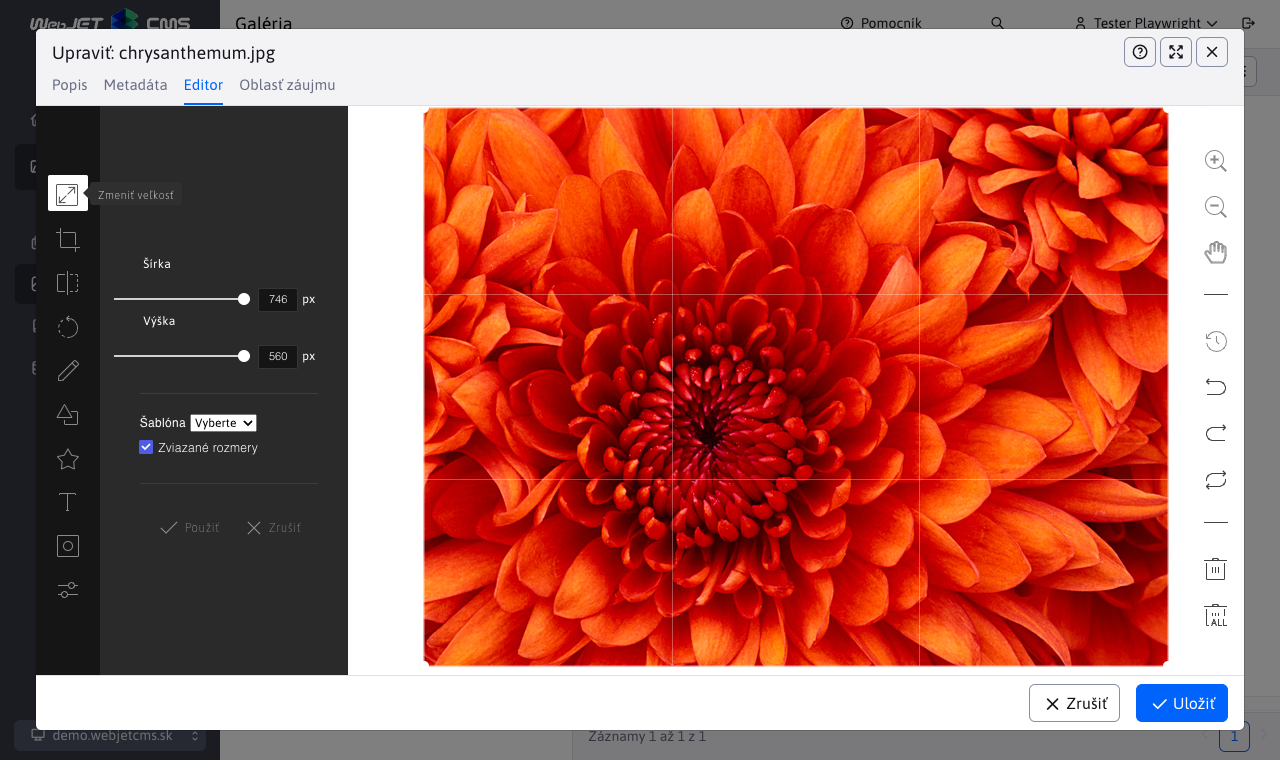 WebJET CMS
Galéria
Pomocník
Tester Playwright
Upraviť: chrysanthemum.jpg
Popis
Metadáta
Editor
Oblasť záujmu
Zmeniť veľkosť
Šírka
746 px
Výška
560 px
Šablóna Vyberte
Zviazané rozmery
Použiť
Zrušiť
ALL
Zrušiť
Uložiť
demo.webjetcms.sk
Záznamy 1 až 1 z 1
1